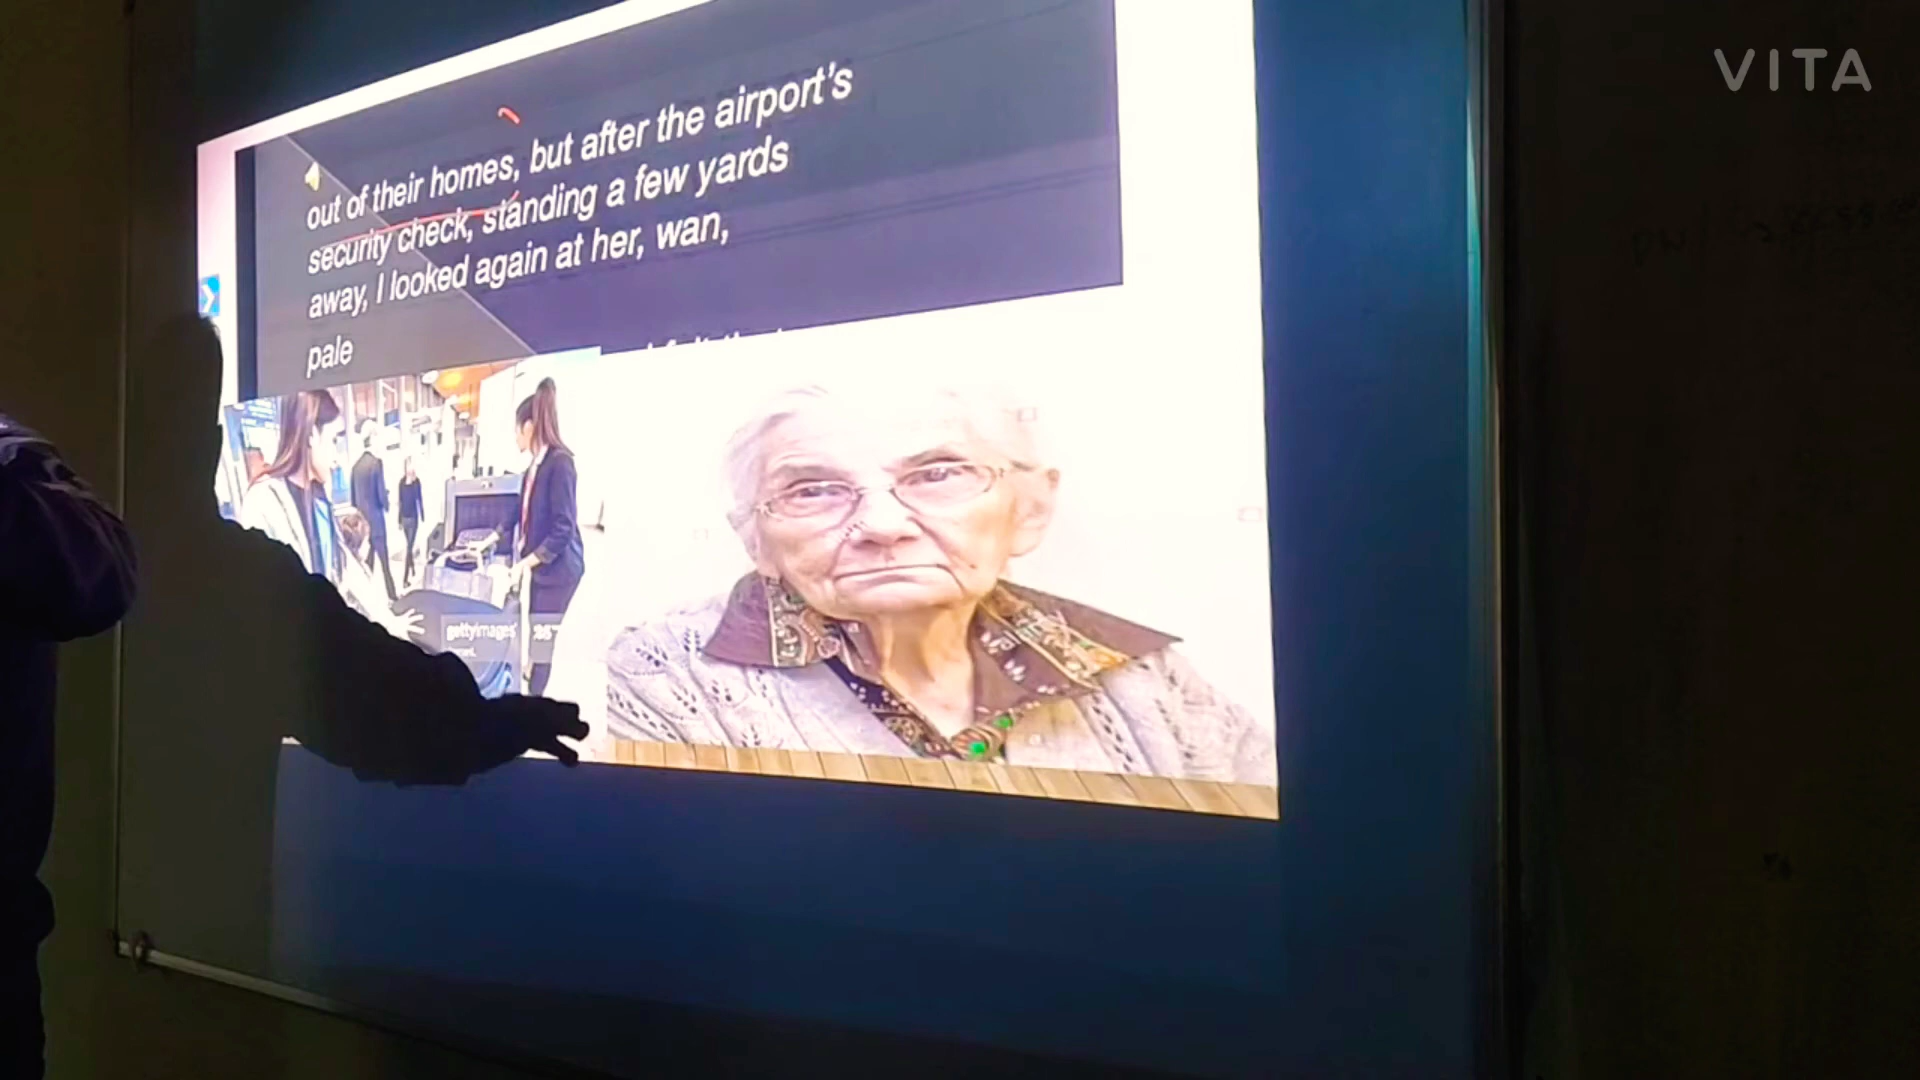 VITA
out of their homes, but after the airport's
security check, standing a few yards
away, I looked again at her, wan,
pale
gettyimages